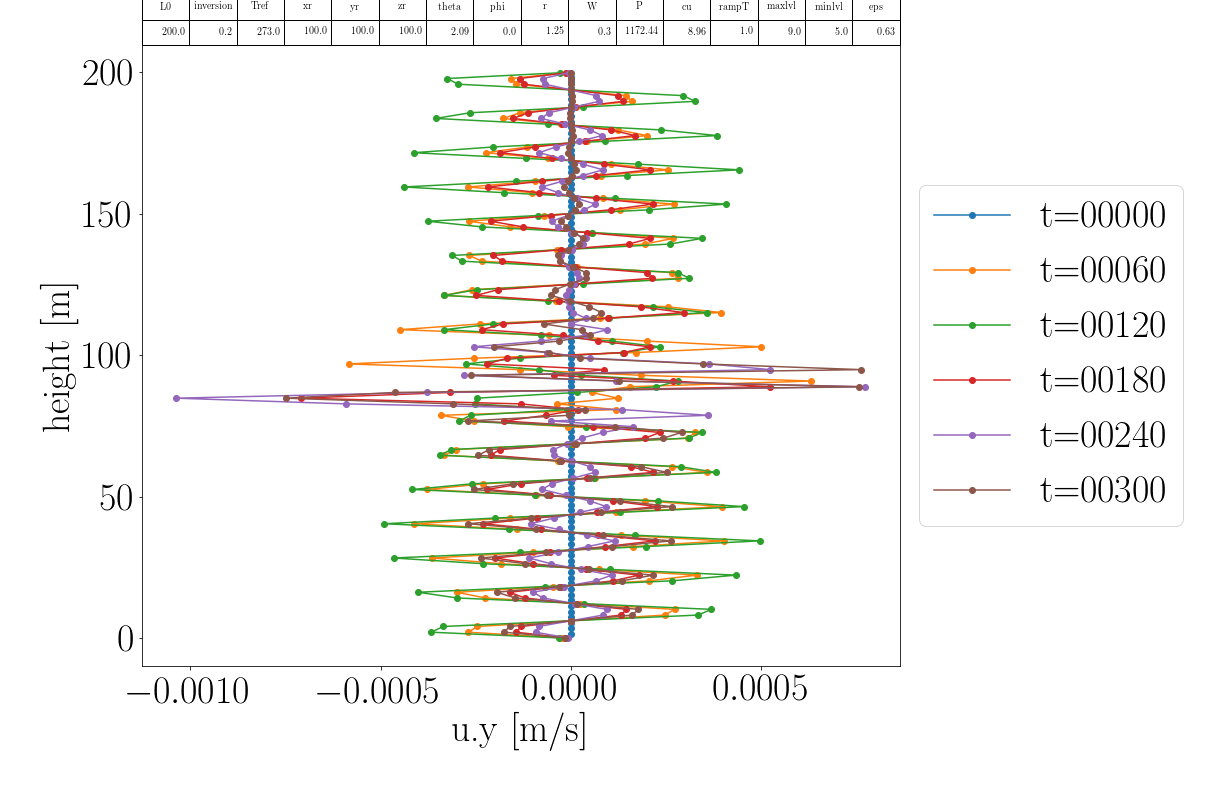 L0 inversion Tref xr yr zr theta phi r W P cu rampT maxlvl minlvl eps
200.0 0.2 273.0 100.0 100.0 100.0 2.09 0.0 1.25 0.3 1172.44 8.96 1.0 9.0 5.0 0.63
200
150
100
50
0
height [m]
−0.0010 −0.0005 0.0000 0.0005
u.y [m/s]
t=00000
t=00060
t=00120
t=00180
t=00240
t=00300